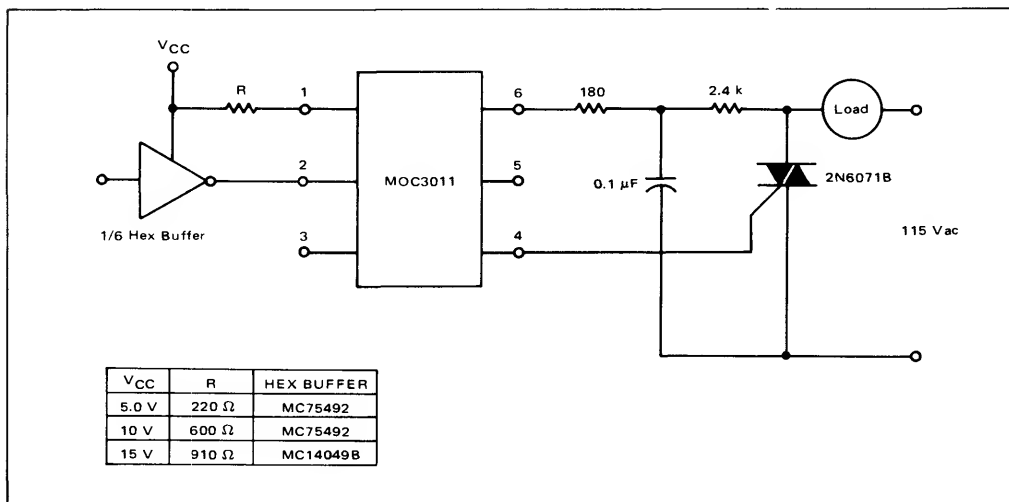 VCC
R
1
6
180
2.4 k
Load
2
MOC3011
5
0.1 µF
2N6071B
1/6 Hex Buffer
3
4
115 Vac
VCC R HEX BUFFER
5.0 V 220 Ω MC75492
10 V 600 Ω MC75492
15 V 910 Ω MC14049B